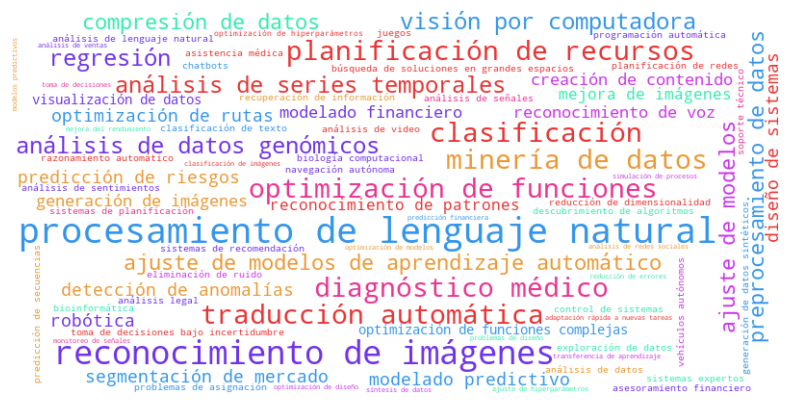 compresión de datos
visión por computadora
optimización de hiperparámetros
juegos
programación automática
análisis de lenguaje natural
análisis de ventas
regresión
asistencia médica
planificación de recursos
chatbots
búsqueda de soluciones en grandes espacios
planificación de redes
modelos predictivos
toma de decisiones
análisis de series temporales
creación de contenido
visualización de datos
recuperación de información
análisis de señales
mejora de imágenes
optimización de rutas
modelado financiero
reconocimiento de voz
mejora del rendimiento
clasificación de texto
análisis de video
clasificación
análisis de datos genómicos
razonamiento automático
clasificación de imágenes
biología computacional
navegación autónoma
minería de datos
simulación de procesos
predicción de riesgos
análisis de sentimientos
optimización de funciones
generación de imágenes
reconocimiento de patrones
reducción de dimensionalidad
sistemas de planificación
descubrimiento de algoritmos
predicción financiera
procesamiento de lenguaje natural
sistemas de recomendación
optimización de modelos
análisis de redes sociales
ajuste de modelos de aprendizaje automático
eliminación de ruido
diagnóstico médico
reducción de errores
detección de anomalías
análisis legal
bioinformática
traducción automática
control de sistemas
adaptación rápida a nuevas tareas
robótica
toma de decisiones bajo incertidumbre
optimización de funciones complejas
monitoreo de señales
problemas de diseño
reconocimiento de imágenes
exploración de datos
transferencia de aprendizaje
segmentación de mercado
modelado predictivo
análisis de datos
sistemas expertos
problemas de asignación
optimización de diseño
síntesis de datos
ajuste de hiperparámetros
asesoramiento financiero
predicción de secuencias
vehículos autónomos
ajuste de modelos
soporte técnico
generación de datos sintéticos
preprocesamiento de datos
diseño de sistemas